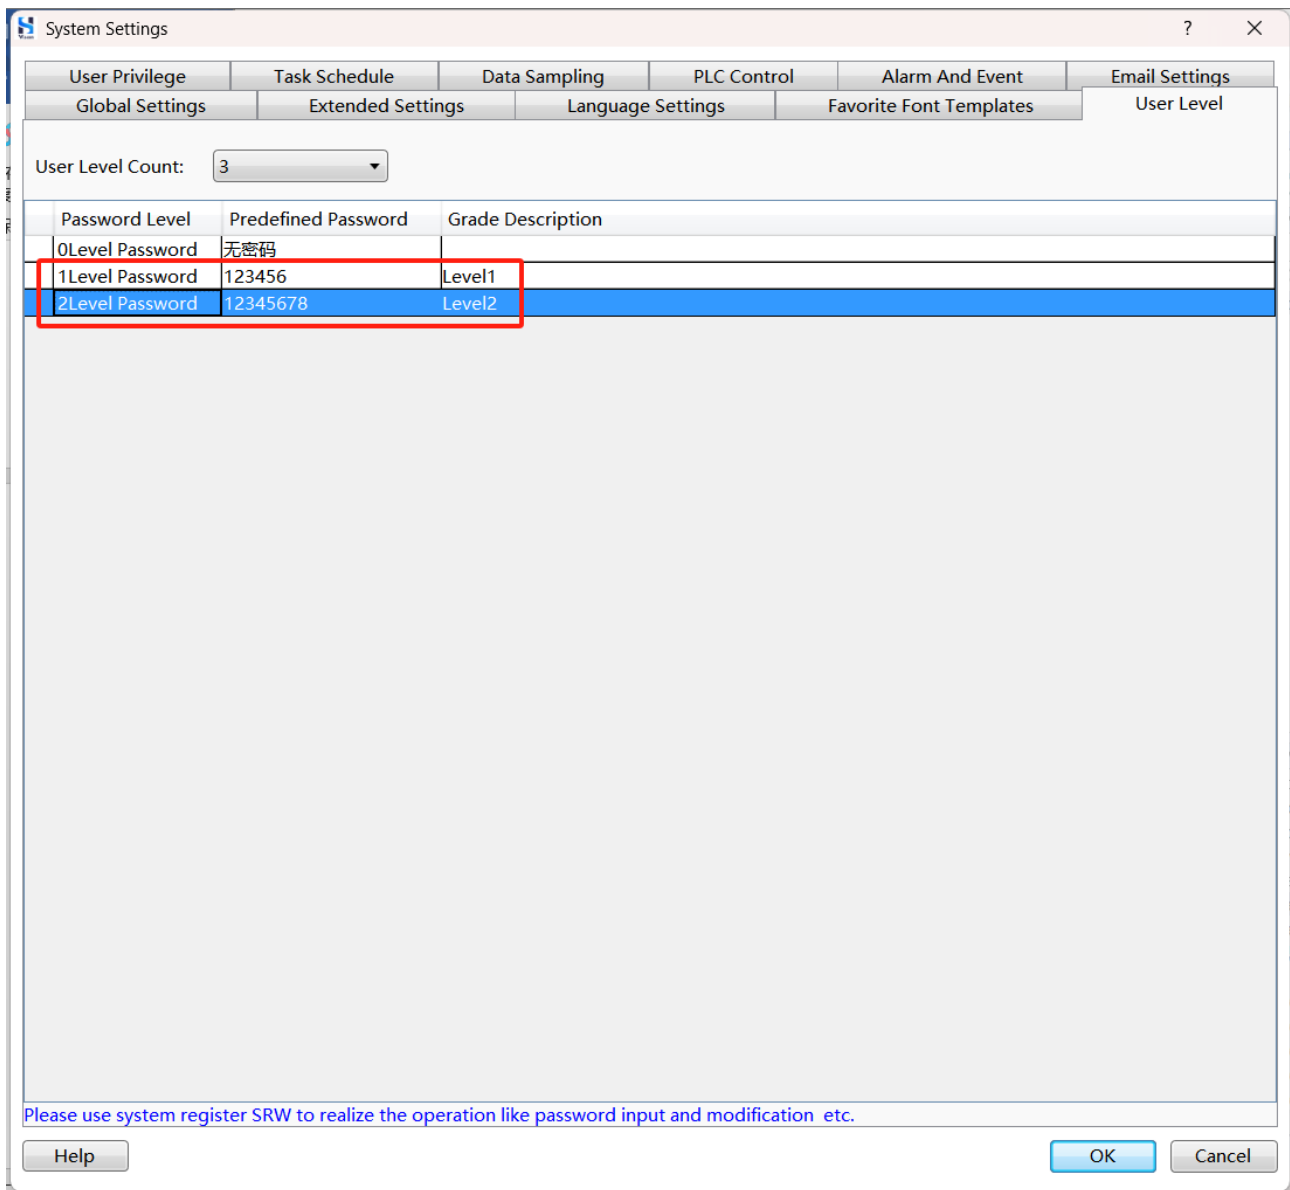 System Settings
User Privilege Task Schedule Data Sampling PLC Control Alarm And Event Email Settings
Global Settings Extended Settings Language Settings Favorite Font Templates User Level
User Level Count: 3
Password Level Predefined Password Grade Description
0Level Password 无密码
1Level Password 123456 Level1
2Level Password 12345678 Level2
Please use system register SRW to realize the operation like password input and modification etc.
Help OK Cancel